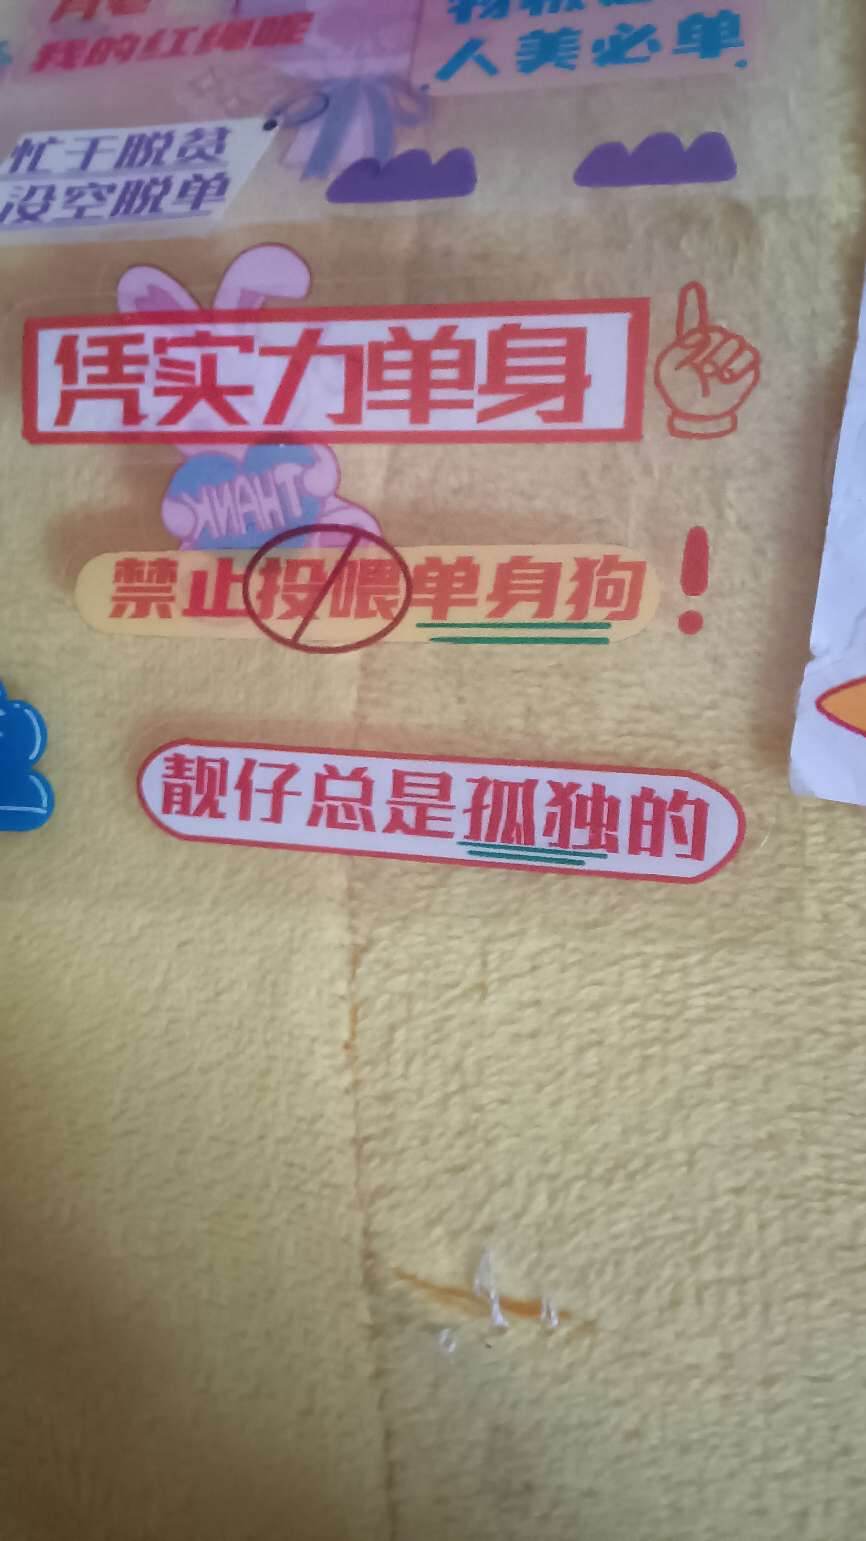 我的红绳呢
人美必单
忙于脱贫
没空脱单
凭实力单身
THANK
禁止投喂单身狗！
靓仔总是孤独的